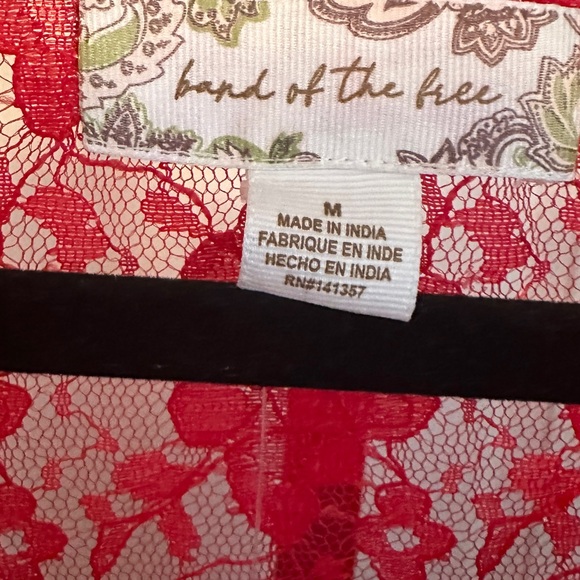 band of the free
M
MADE IN INDIA
FABRIQUE EN INDE
HECHO EN INDIA
RN#141357